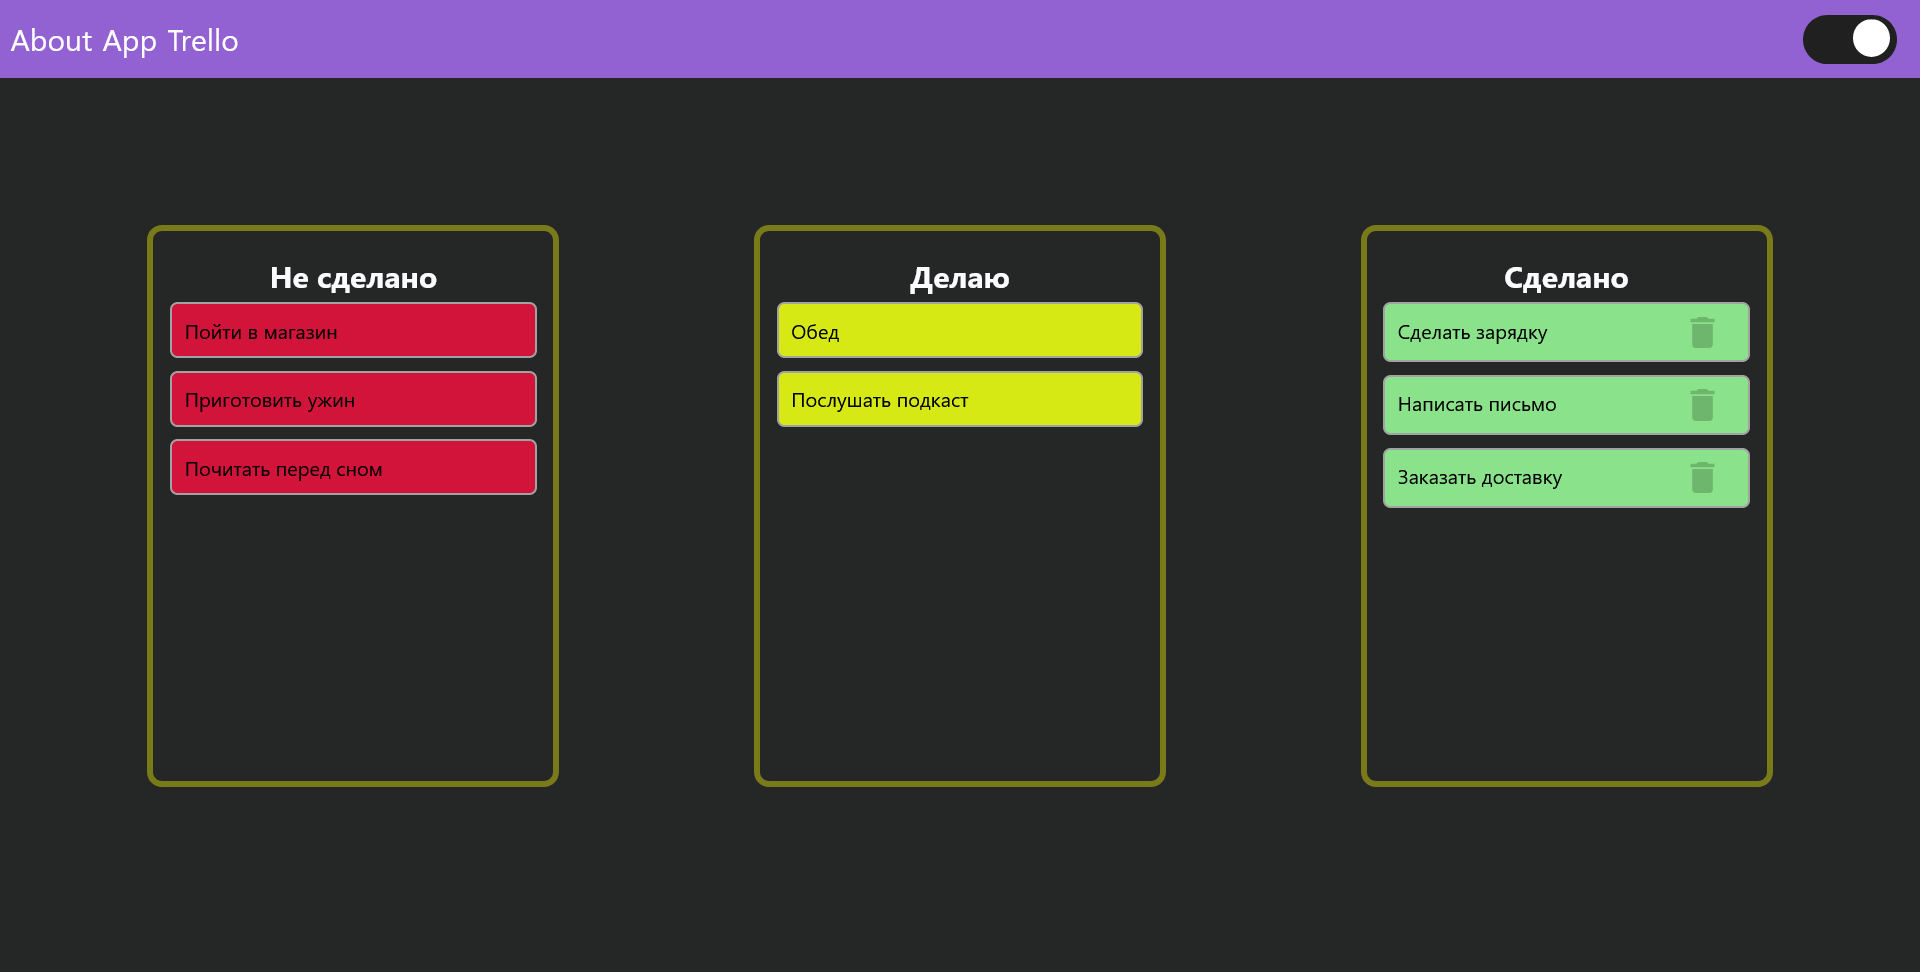 About App Trello
Не сделано
Пойти в магазин
Приготовить ужин
Почитать перед сном
Делаю
Обед
Послушать подкаст
Сделано
Сделать зарядку
Написать письмо
Заказать доставку